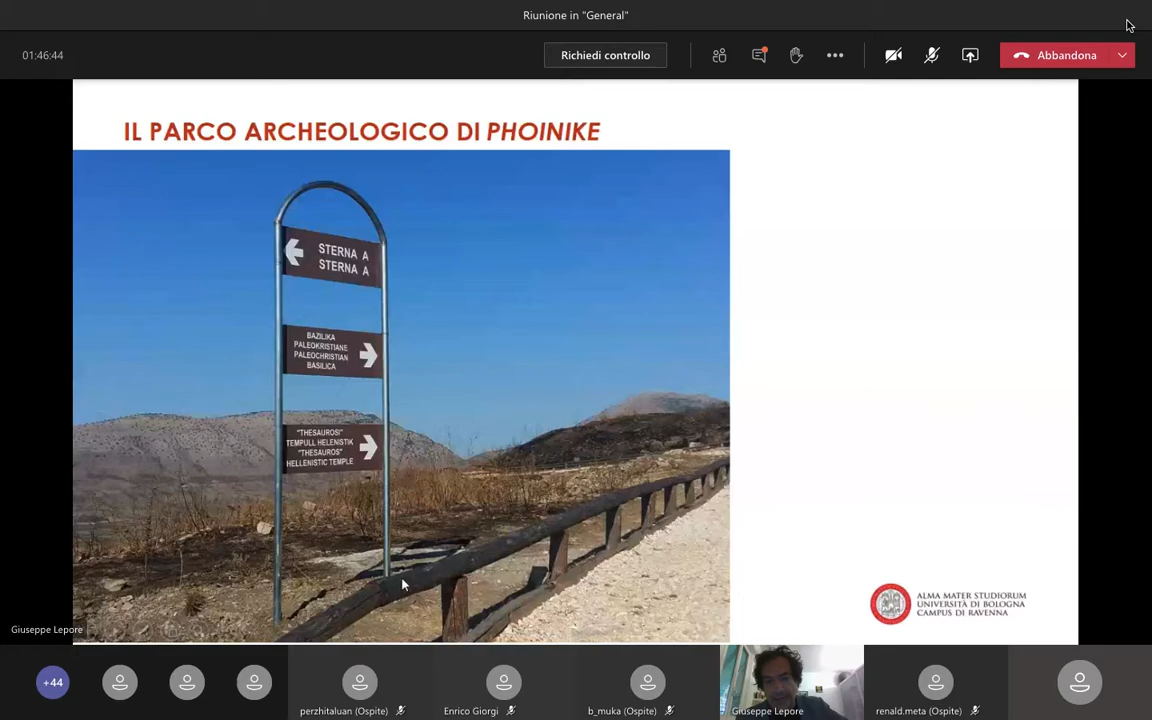 Riunione in "General"
01:46:44
Richiedi controllo
Abbandona
IL PARCO ARCHEOLOGICO DI PHOINIKE
STERNA A
STERNA A
BAZILIKA
PALEOKRISTIANE
PALEOCHRISTIAN
BASILICA
"THESAUROSI"
TEMPULL HELENISTIK
"THESAUROS"
HELLENISTIC TEMPLE
ALMA MATER STUDIORUM
UNIVERSITÀ DI BOLOGNA
CAMPUS DI RAVENNA
Giuseppe Lepore
+44
perzhitaluan (Ospite)
Enrico Giorgi
b_muka (Ospite)
Giuseppe Lepore
renald.meta (Ospite)